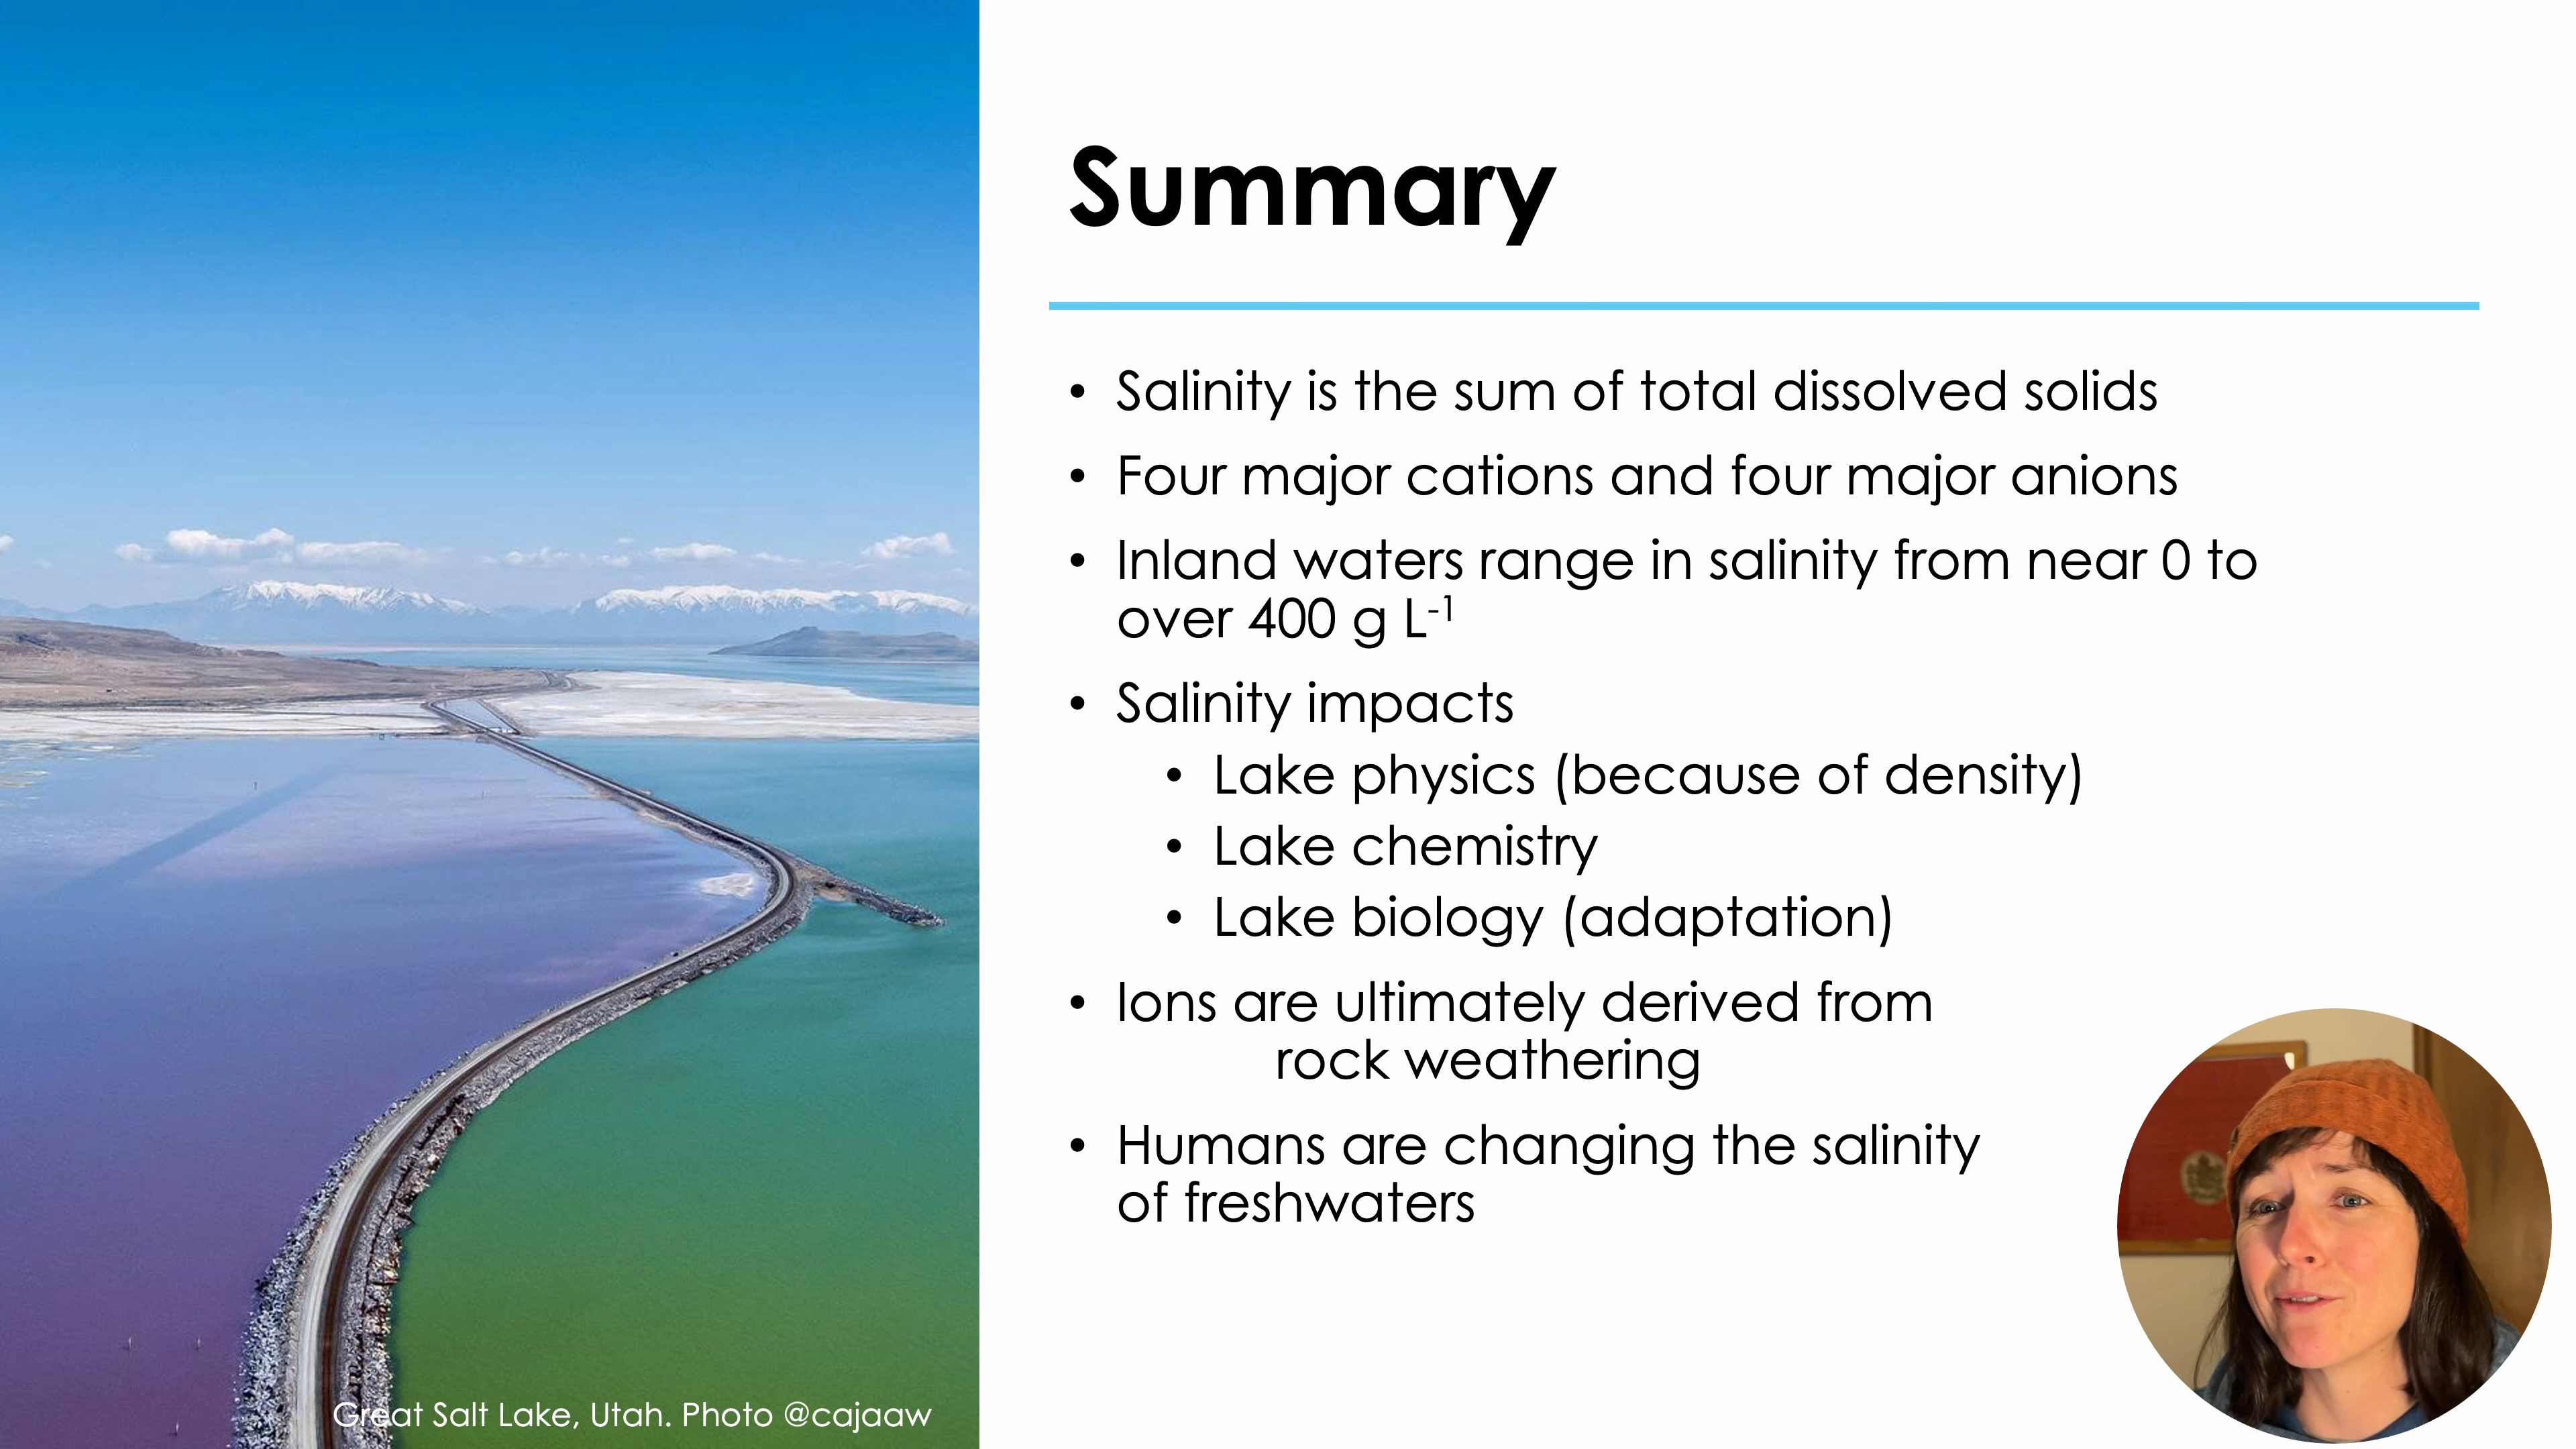 Summary
• Salinity is the sum of total dissolved solids
• Four major cations and four major anions
• Inland waters range in salinity from near 0 to
over 400 g L⁻¹
• Salinity impacts
• Lake physics (because of density)
• Lake chemistry
• Lake biology (adaptation)
• Ions are ultimately derived from
rock weathering
• Humans are changing the salinity
of freshwaters
Great Salt Lake, Utah. Photo @cajaaw